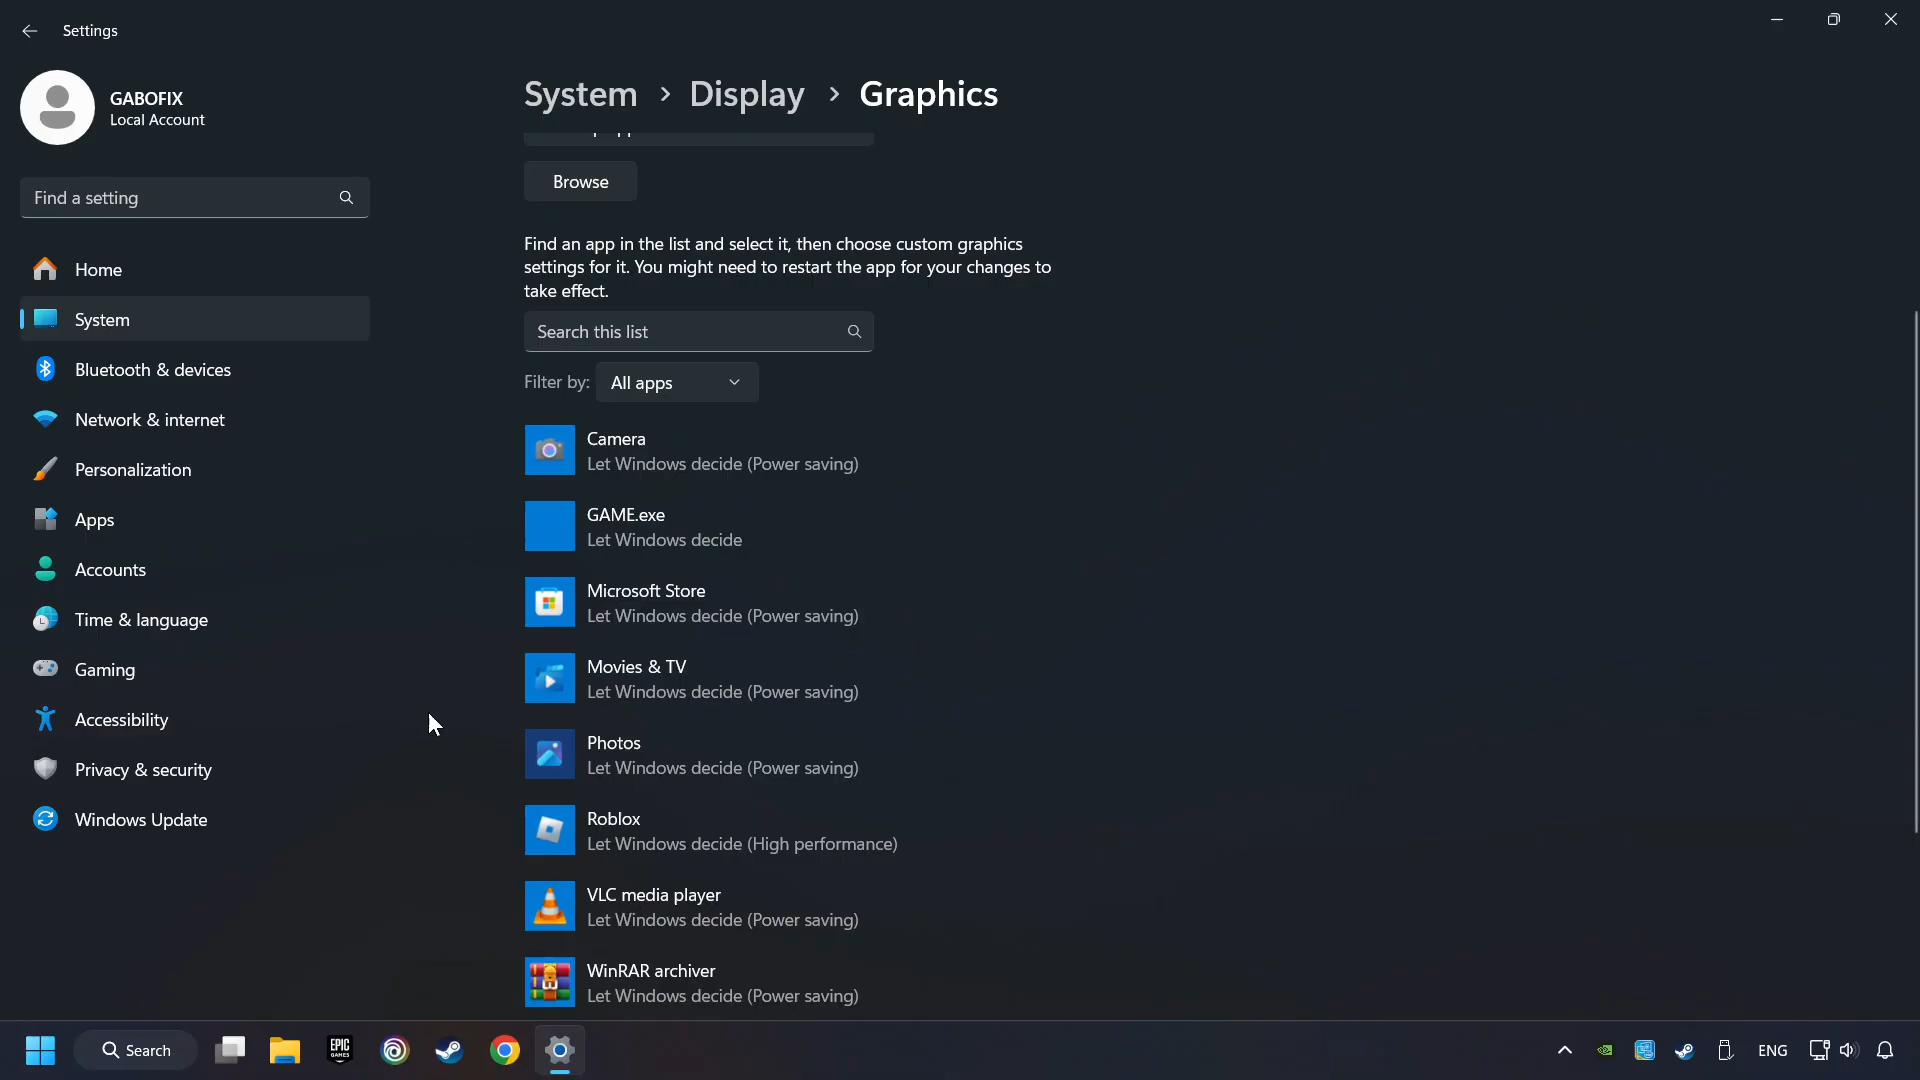 Settings
GABOFIX
Local Account
Find a setting
Home
System
Bluetooth & devices
Network & internet
Personalization
Apps
Accounts
Time & language
Gaming
Accessibility
Privacy & security
Windows Update
System > Display > Graphics
Browse
Find an app in the list and select it, then choose custom graphics
settings for it. You might need to restart the app for your changes to
take effect.
Search this list
Filter by: All apps
Camera
Let Windows decide (Power saving)
GAME.exe
Let Windows decide
Microsoft Store
Let Windows decide (Power saving)
Movies & TV
Let Windows decide (Power saving)
Photos
Let Windows decide (Power saving)
Roblox
Let Windows decide (High performance)
VLC media player
Let Windows decide (Power saving)
WinRAR archiver
Let Windows decide (Power saving)
Search
EPIC
GAMES
ENG